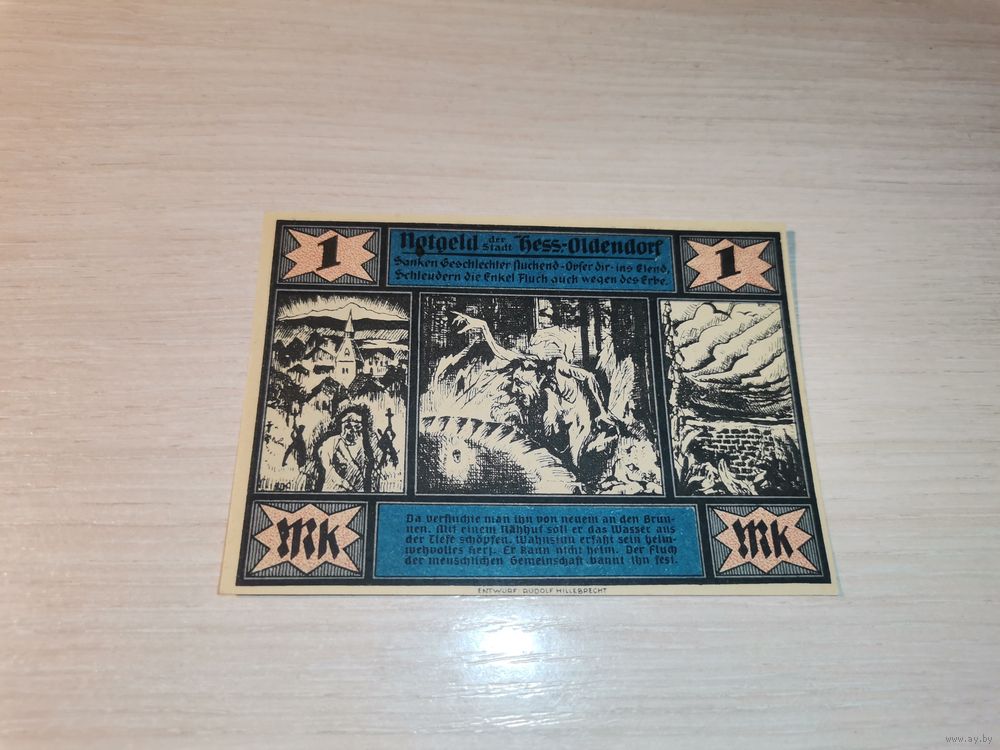 1
Notgeld der Stadt Hess-Oldendorf
1
Sanken Geschlechter fluchend-Opfer dir-ins Elend,
Schleudern die Enkel Fluch auch wegen des Erbe.
Mk
Da verfluchte man ihn von neuem an den Brun-
nen. Mit einem Nähhut soll er das Wasser aus
der Tiefe schöpfen. Wahnsinn erfaßt sein heim-
wehvolles Herz. Er kann nicht heim. Der Fluch
der menschlichen Gemeinschaft bannt ihn fest.
Mk
ENTWURF: RUDOLF HILLEBRECHT
www.ay.by